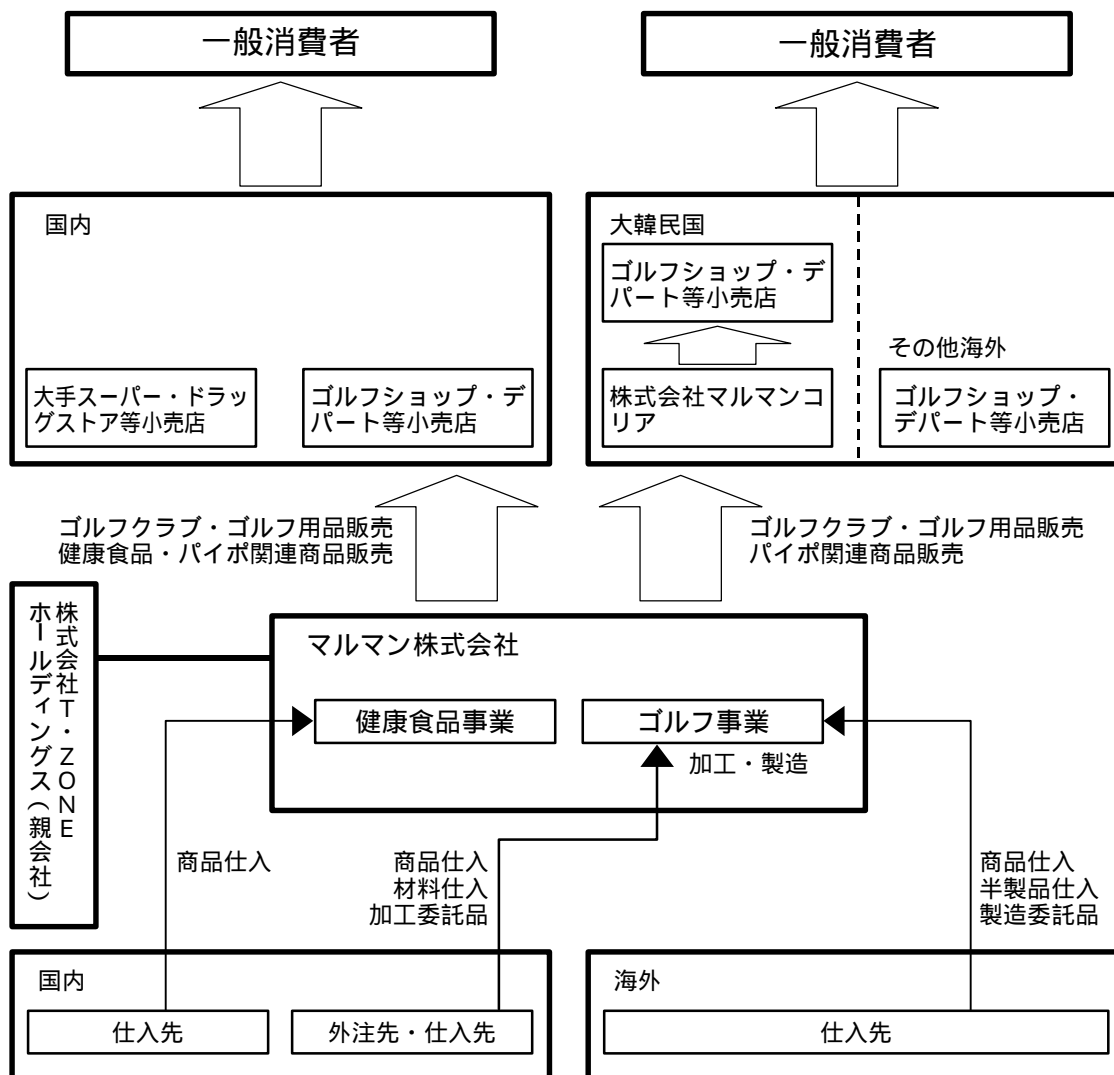 一般消費者
一般消費者
国内
大手スーパー・ドラッ
グストア等小売店
ゴルフショップ・デ
パート等小売店
大韓民国
ゴルフショップ・デ
パート等小売店
株式会社マルマンコ
リア
その他海外
ゴルフショップ・
デパート等小売店
ゴルフクラブ・ゴルフ用品販売
健康食品・パイポ関連商品販売
ゴルフクラブ・ゴルフ用品販売
パイポ関連商品販売
株式会社T・ZONE
ホールディングス(親会社)
マルマン株式会社
健康食品事業
ゴルフ事業
加工・製造
商品仕入
商品仕入
材料仕入
加工委託品
商品仕入
半製品仕入
製造委託品
国内
仕入先
外注先・仕入先
海外
仕入先